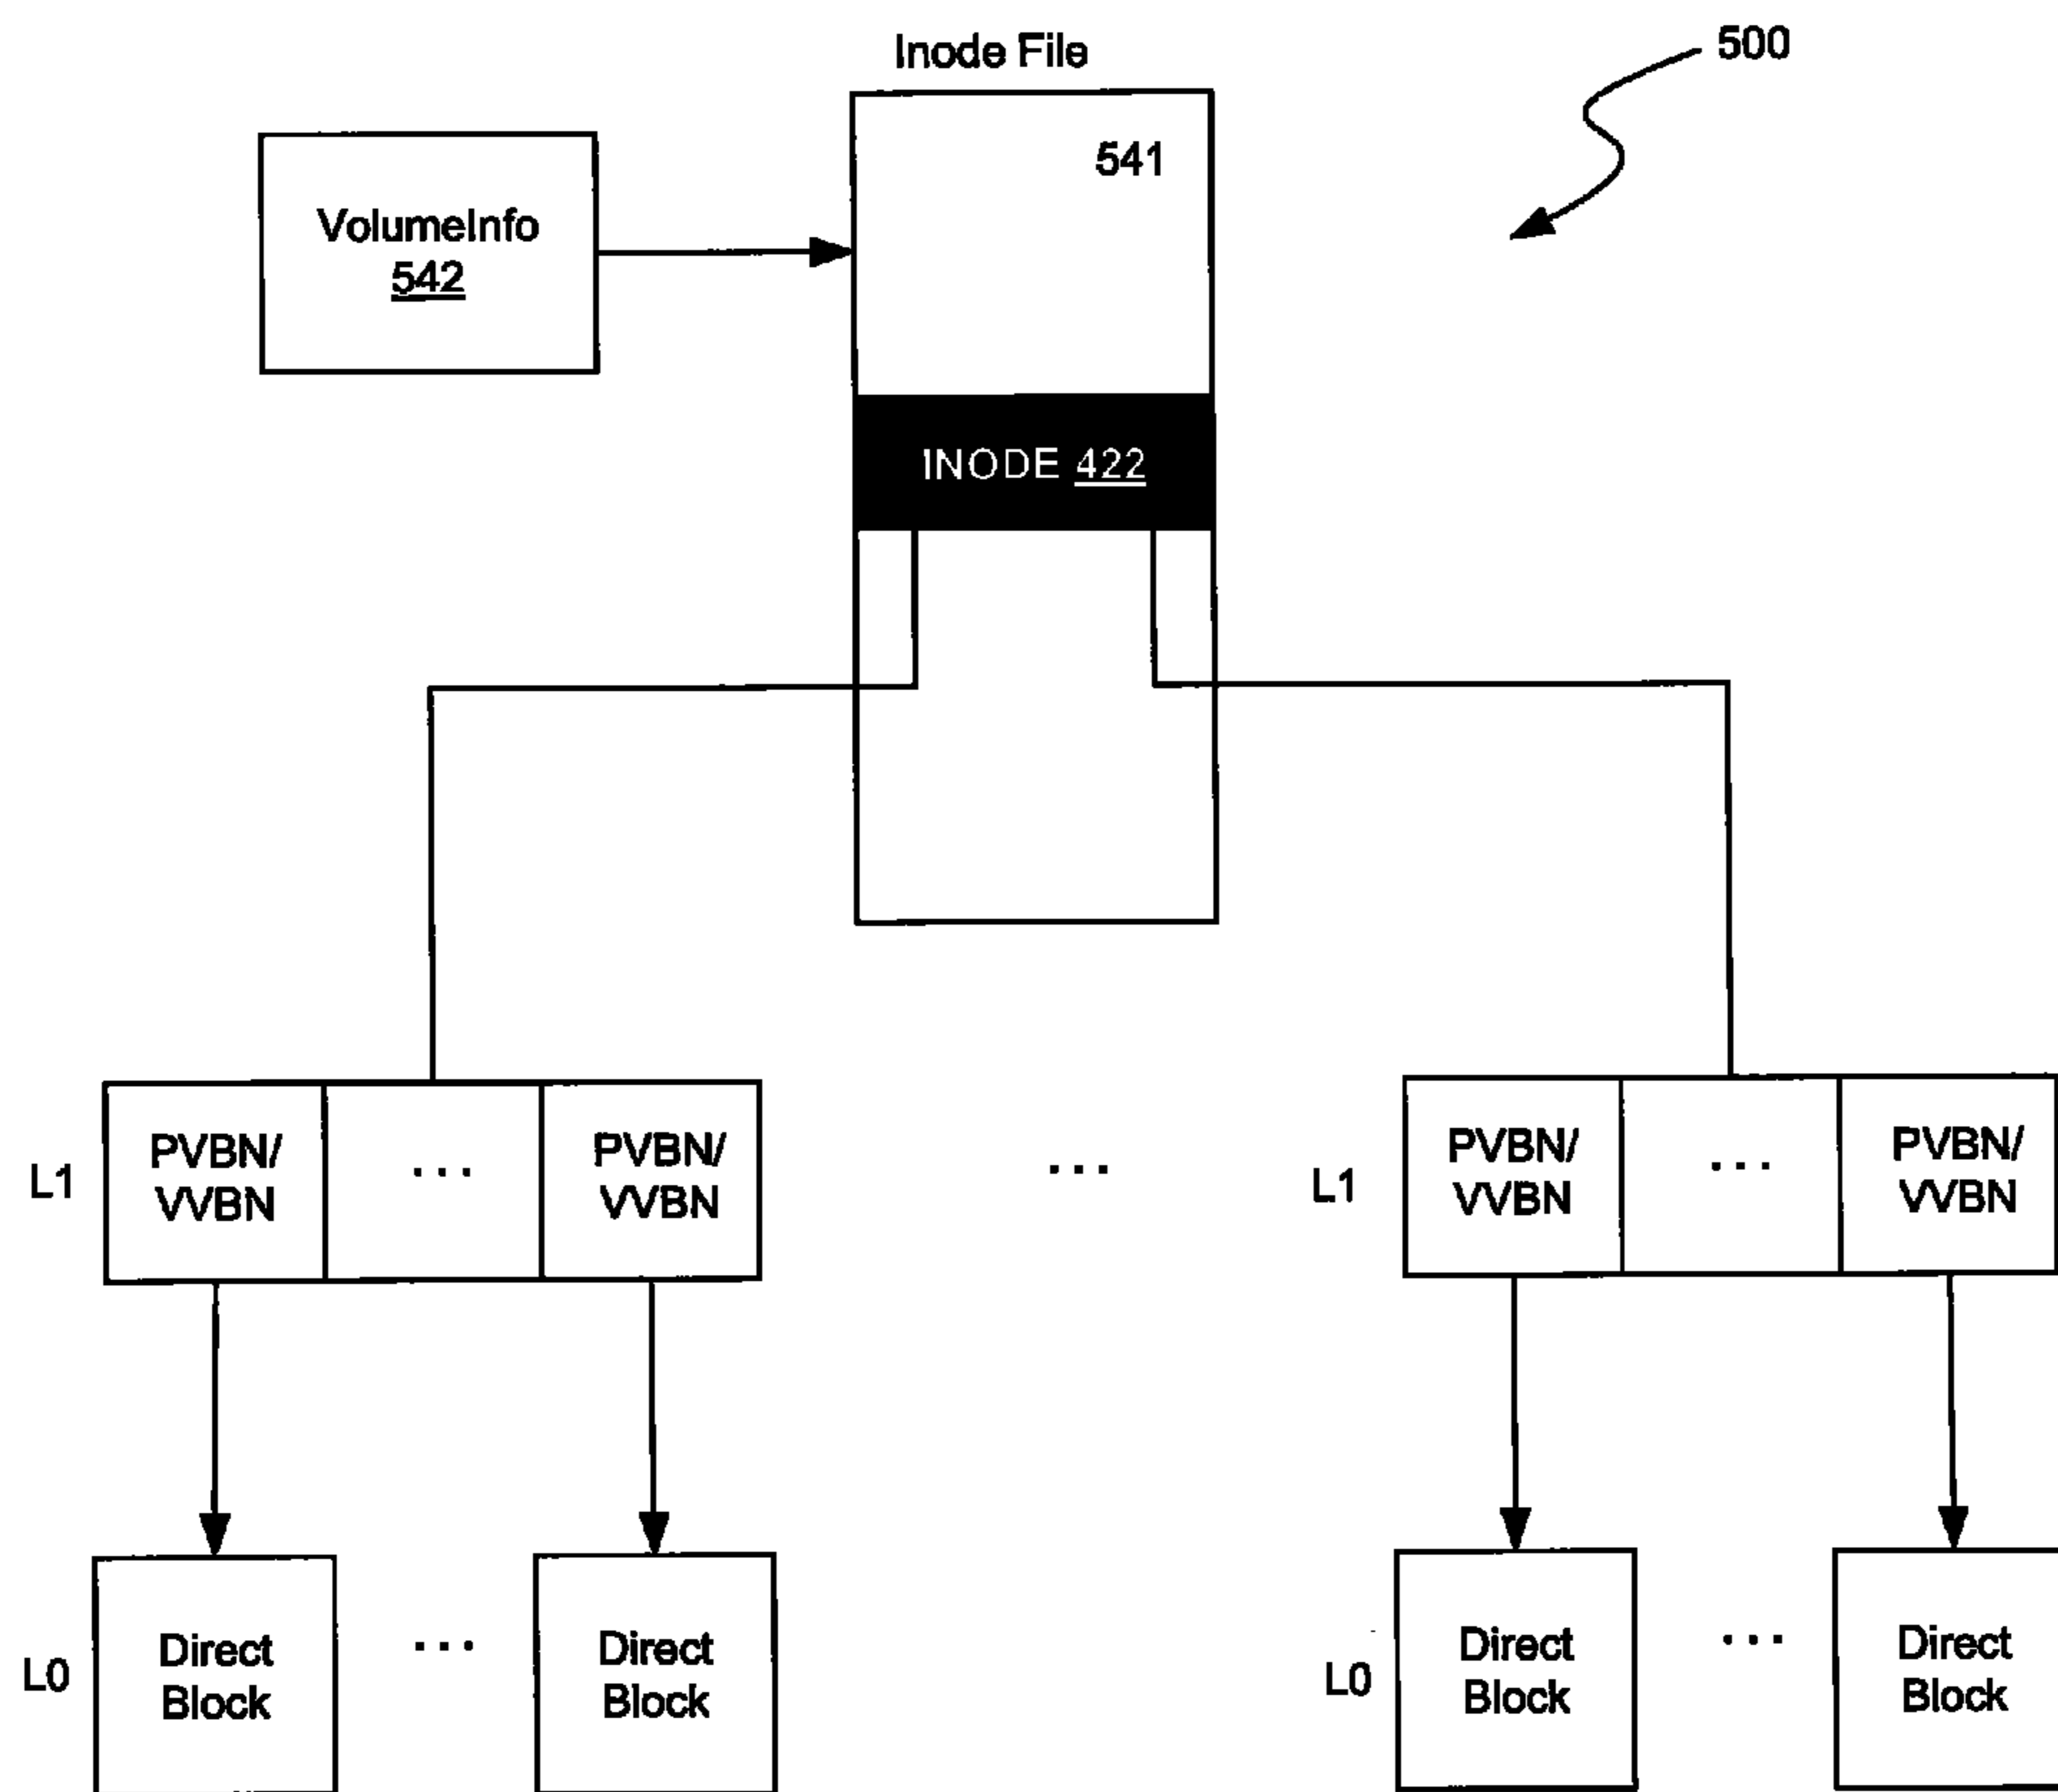 Inode File
500
541
VolumeInfo
542
INODE 422
L1
PVBN/
VVBN
...
PVBN/
VVBN
...
L1
PVBN/
VVBN
...
PVBN/
VVBN
L0
Direct
Block
...
Direct
Block
L0
Direct
Block
...
Direct
Block